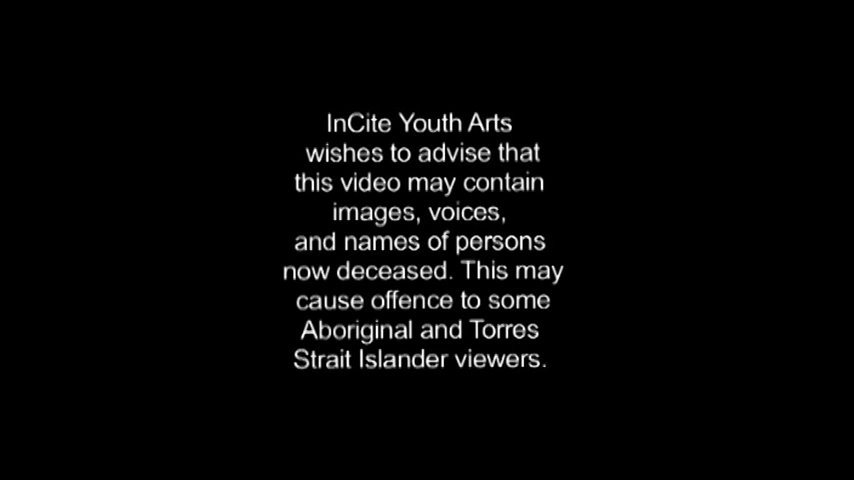 InCite Youth Arts
wishes to advise that
this video may contain
images, voices,
and names of persons
now deceased. This may
cause offence to some
Aboriginal and Torres
Strait Islander viewers.